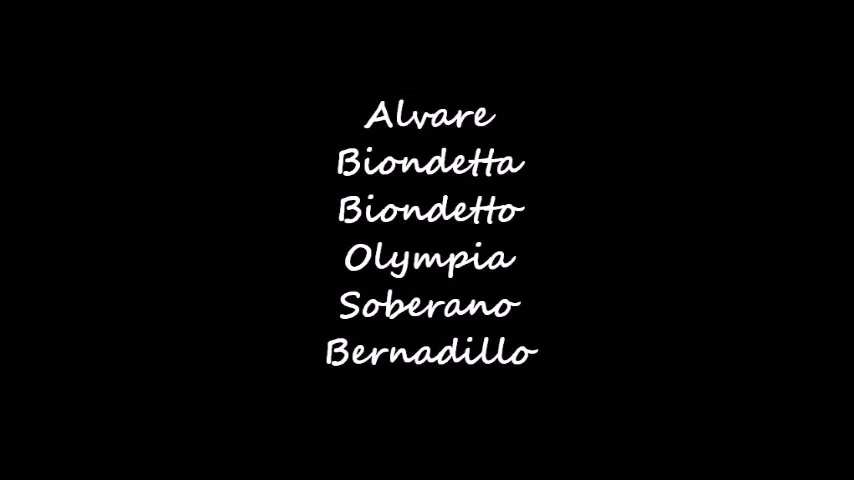 Alvare
Biondetta
Biondetto
Olympia
Soberano
Bernadillo